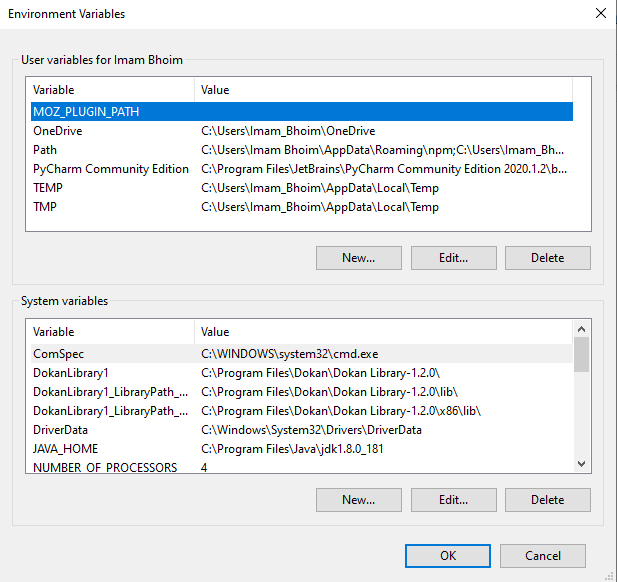 Environment Variables
User variables for Imam Bhoim
Variable Value
MOZ_PLUGIN_PATH
OneDrive C:\Users\Imam_Bhoim\OneDrive
Path C:\Users\Imam Bhoim\AppData\Roaming\npm;C:\Users\Imam_Bh...
PyCharm Community Edition C:\Program Files\JetBrains\PyCharm Community Edition 2020.1.2\b...
TEMP C:\Users\Imam_Bhoim\AppData\Local\Temp
TMP C:\Users\Imam_Bhoim\AppData\Local\Temp
New... Edit... Delete
System variables
Variable Value
ComSpec C:\WINDOWS\system32\cmd.exe
DokanLibrary1 C:\Program Files\Dokan\Dokan Library-1.2.0\
DokanLibrary1_LibraryPath_... C:\Program Files\Dokan\Dokan Library-1.2.0\lib\
DokanLibrary1_LibraryPath_... C:\Program Files\Dokan\Dokan Library-1.2.0\x86\lib\
DriverData C:\Windows\System32\Drivers\DriverData
JAVA_HOME C:\Program Files\Java\jdk1.8.0_181
NUMBER_OF_PROCESSORS 4
New... Edit... Delete
OK Cancel